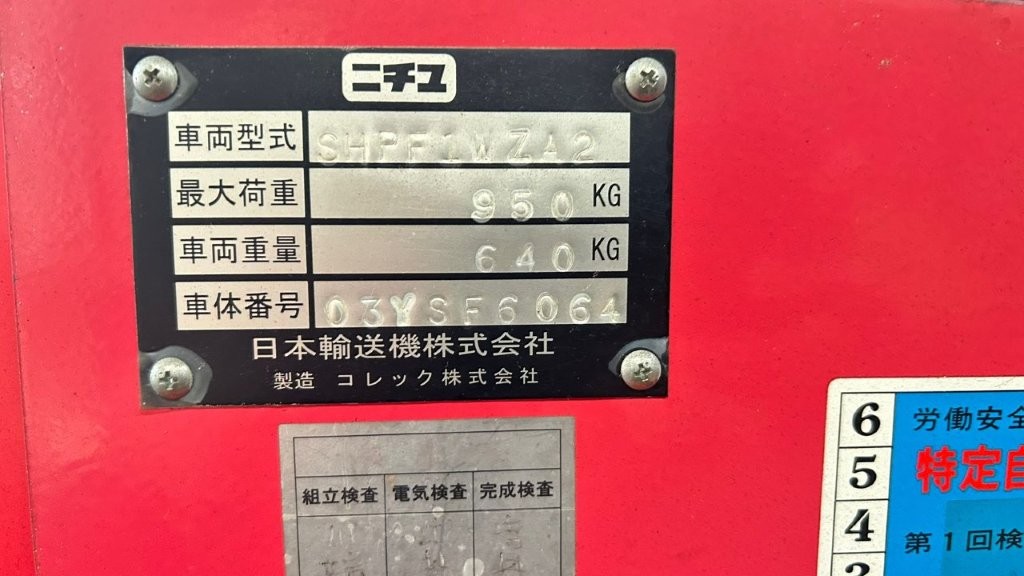 ニチユ
車両型式 SHPF1WZA2
最大荷重 950 KG
車両重量 640 KG
車体番号 03YSF6064
日本輸送機株式会社
製造 コレック株式会社
組立検査 電気検査 完成検査
6 労働安全
5 特定自
4 第1回検
3